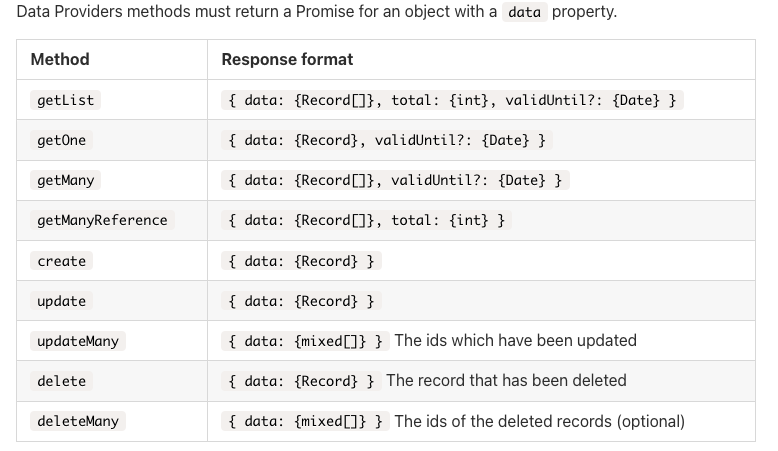 Data Providers methods must return a Promise for an object with a data property.
Method Response format
getList { data: {Record[]}, total: {int}, validUntil?: {Date} }
getOne { data: {Record}, validUntil?: {Date} }
getMany { data: {Record[]}, validUntil?: {Date} }
getManyReference { data: {Record[]}, total: {int} }
create { data: {Record} }
update { data: {Record} }
updateMany { data: {mixed[]} } The ids which have been updated
delete { data: {Record} } The record that has been deleted
deleteMany { data: {mixed[]} } The ids of the deleted records (optional)